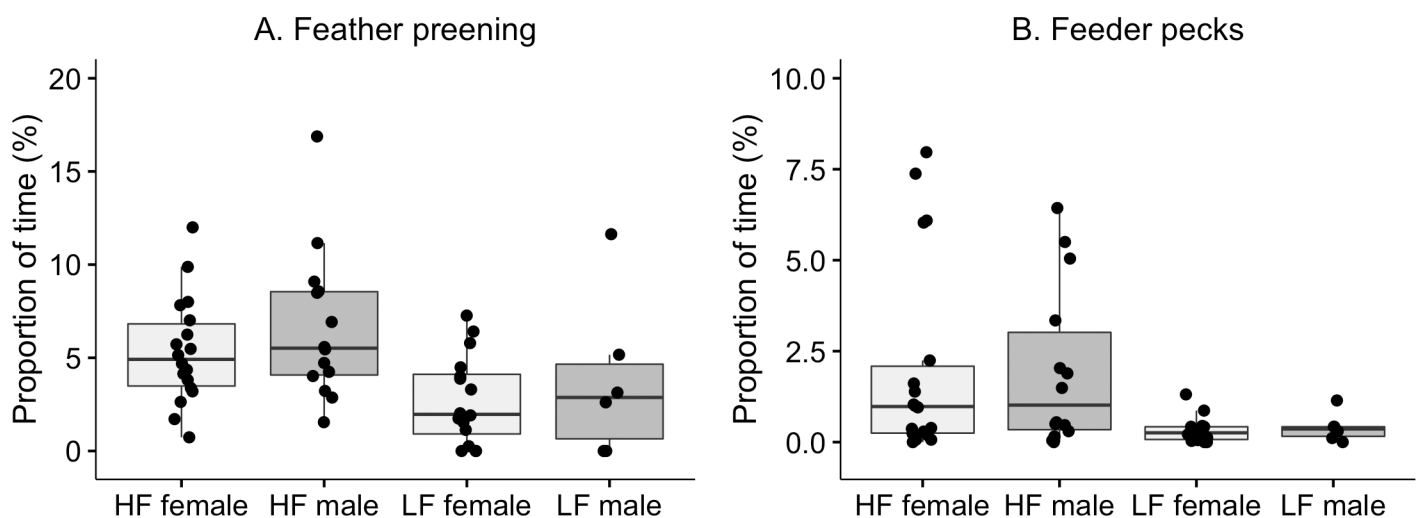 A. Feather preening
Proportion of time (%)
20
15
10
5
0
HF female HF male LF female LF male
B. Feeder pecks
Proportion of time (%)
10.0
7.5
5.0
2.5
0.0
HF female HF male LF female LF male